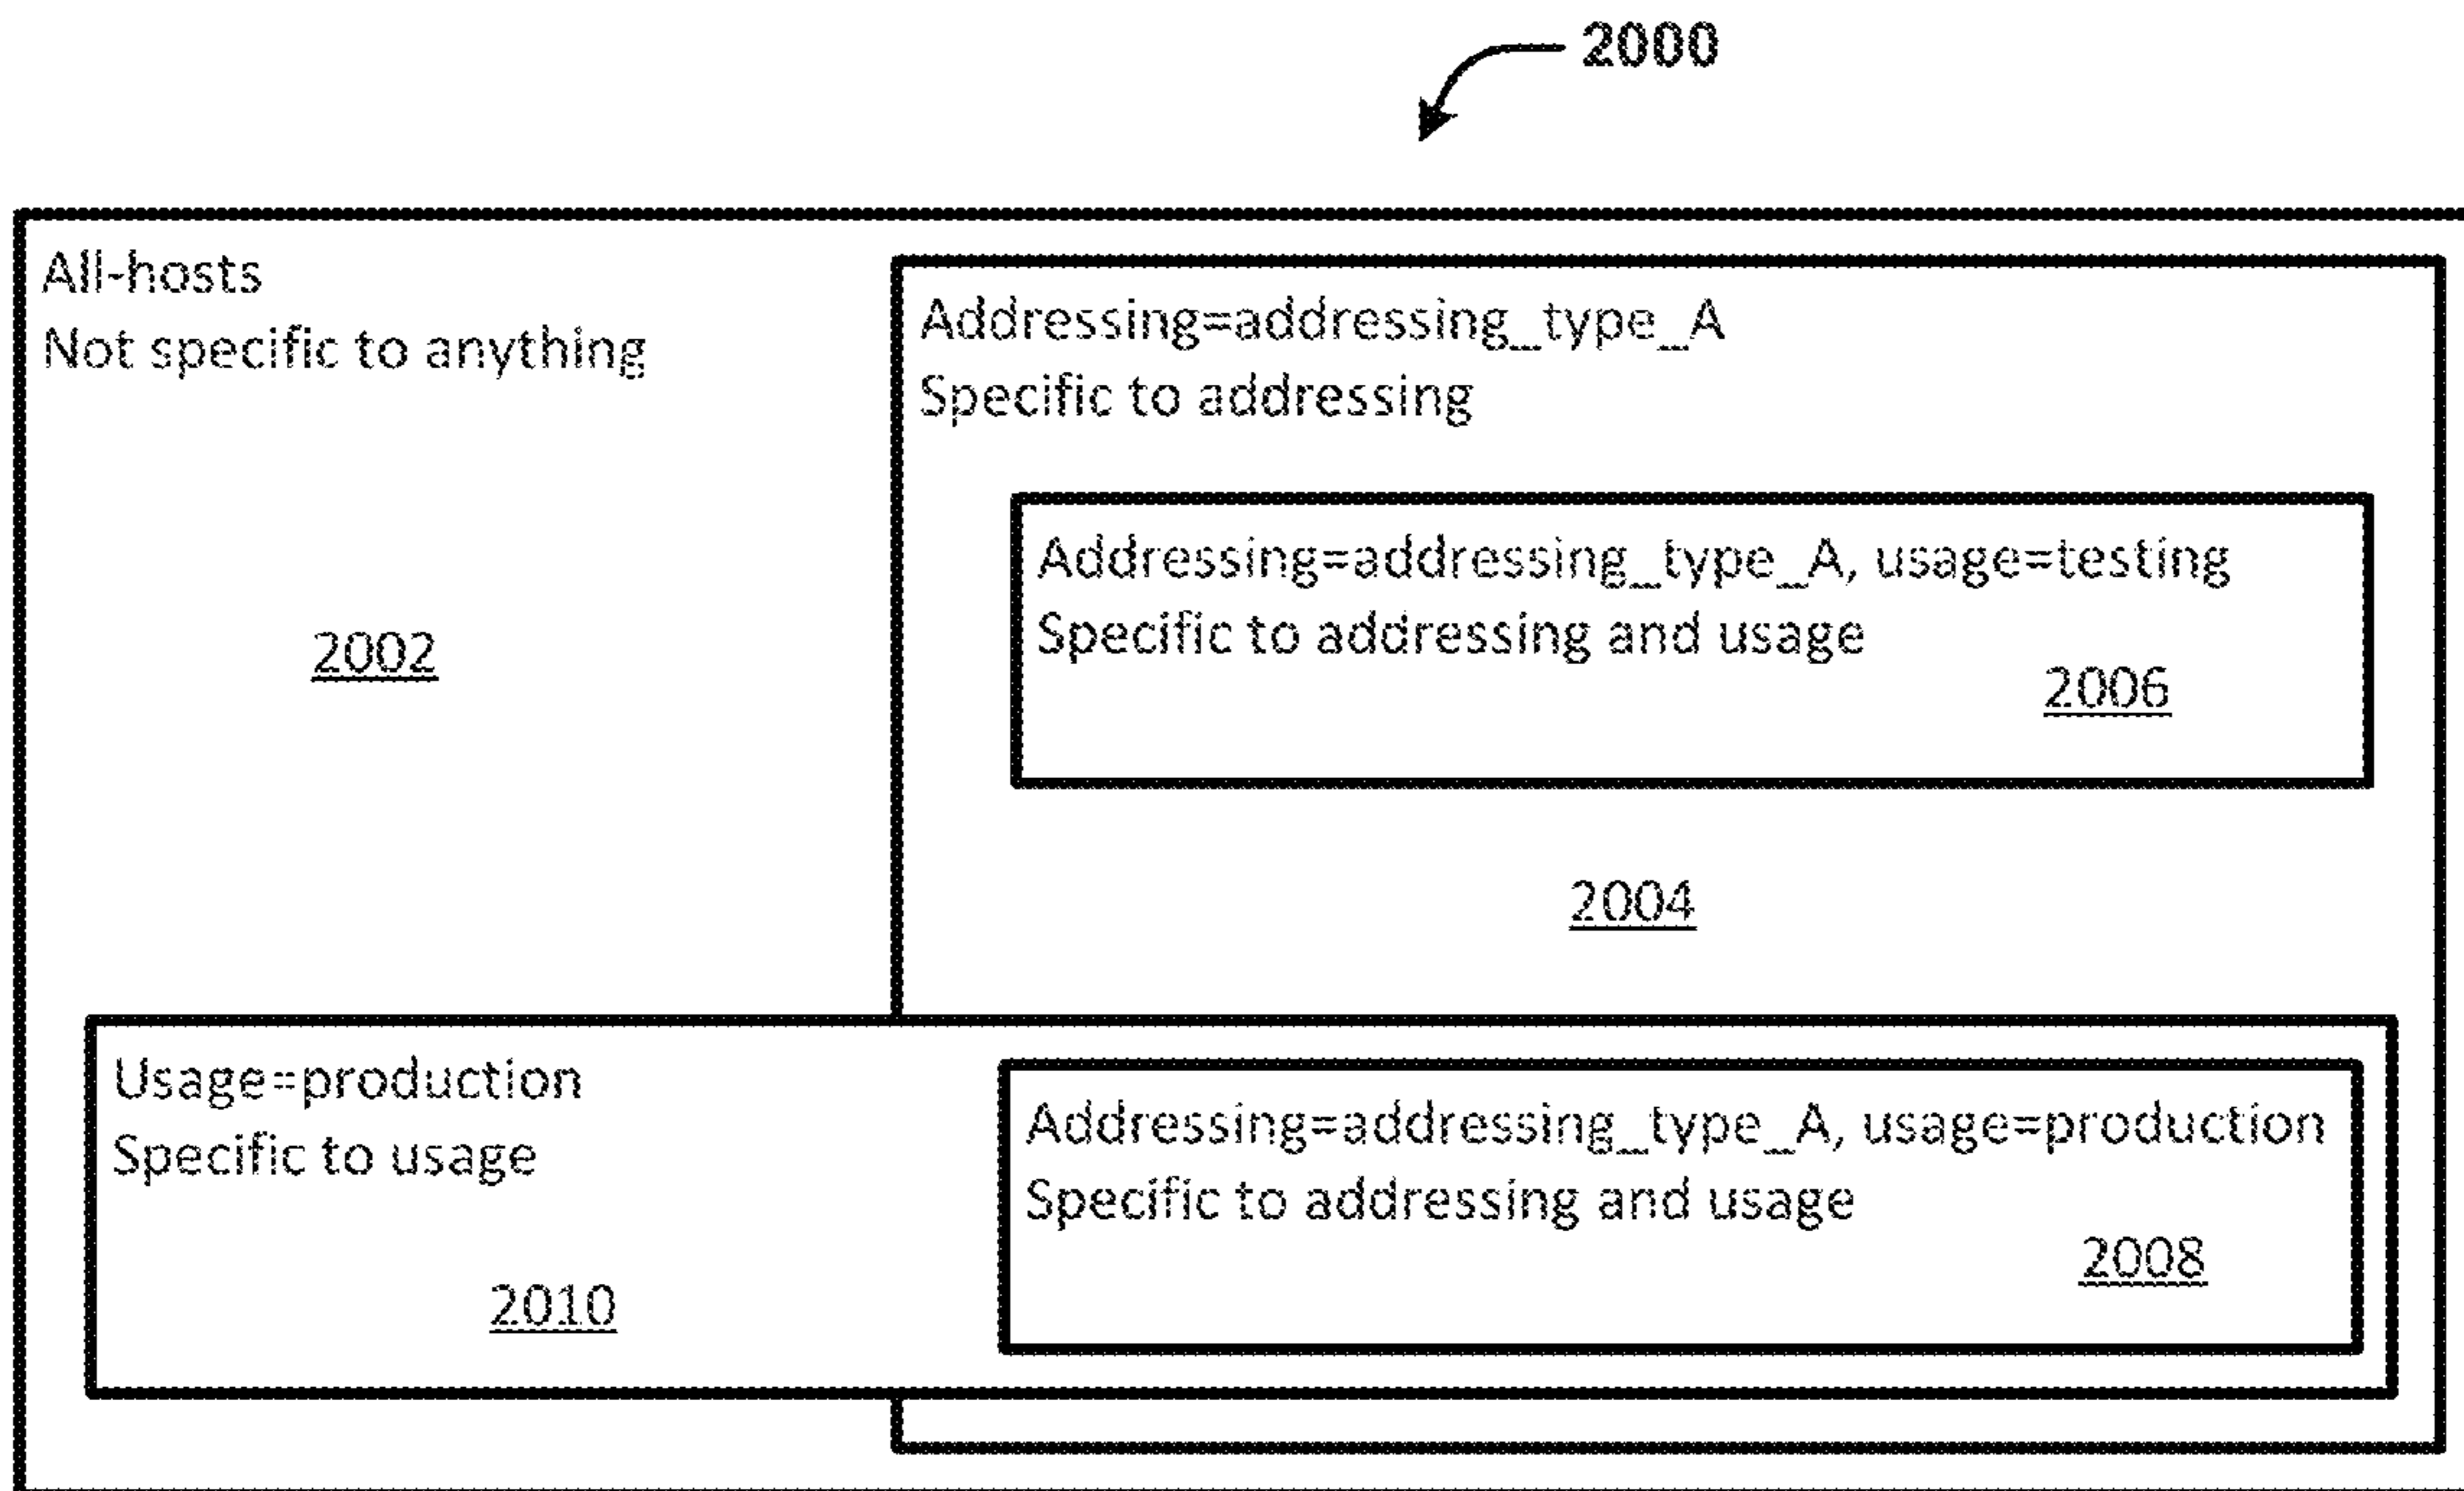 2000
All-hosts
Not specific to anything
2002
Addressing=addressing_type_A
Specific to addressing
Addressing=addressing_type_A, usage=testing
Specific to addressing and usage
2006
2004
Usage=production
Specific to usage
2010
Addressing=addressing_type_A, usage=production
Specific to addressing and usage
2008